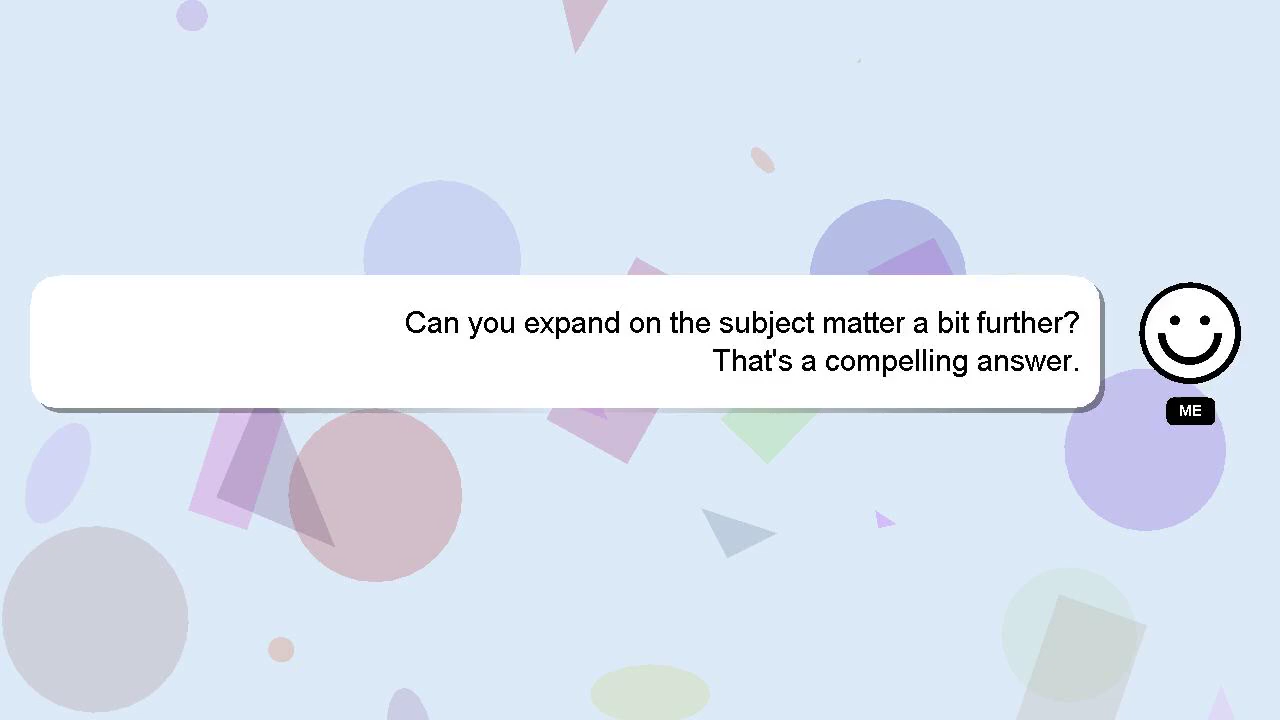 Can you expand on the subject matter a bit further?
That's a compelling answer.
ME